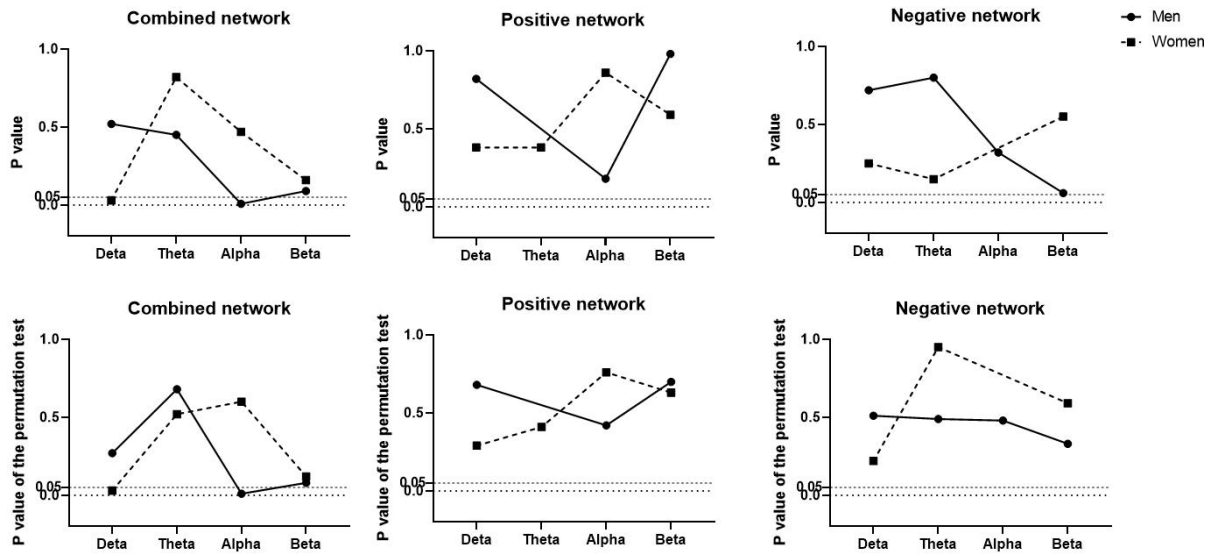 Combined network
1.0
0.5
0.05
0.0
P value
Deta Theta Alpha Beta
Positive network
1.0
0.5
0.05
0.0
P value
Deta Theta Alpha Beta
Negative network
1.0
0.5
0.05
0.0
P value
Deta Theta Alpha Beta
Men
Women
Combined network
1.0
0.5
0.05
0.0
P value of the permutation test
Deta Theta Alpha Beta
Positive network
1.0
0.5
0.05
0.0
P value of the permutation test
Deta Theta Alpha Beta
Negative network
1.0
0.5
0.05
0.0
P value of the permutation test
Deta Theta Alpha Beta